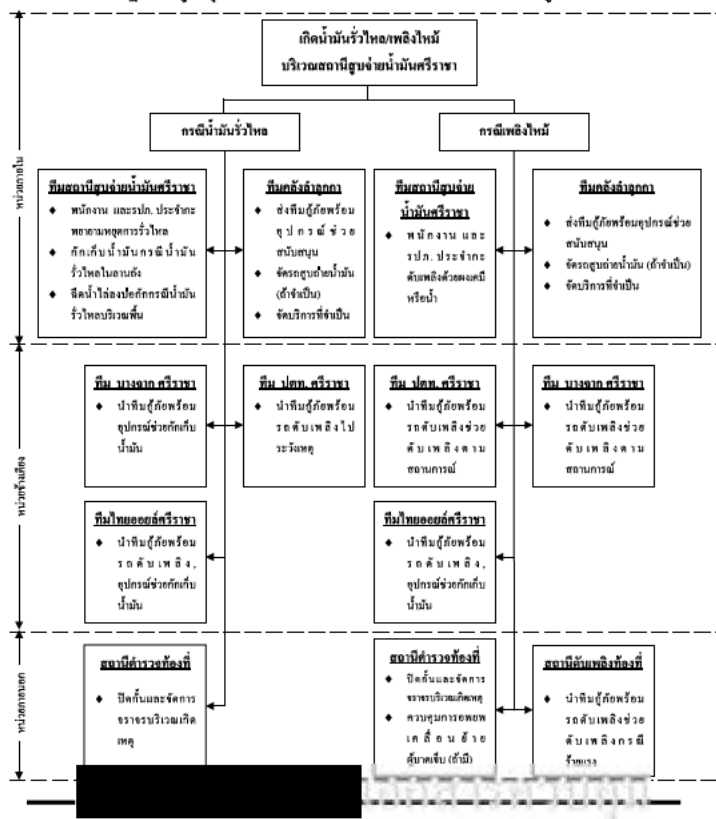 เกิดน้ำมันรั่วไหล/เพลิงไหม้
บริเวณสถานีสูบจ่ายน้ำมันศรีราชา
กรณีน้ำมันรั่วไหล
กรณีเพลิงไหม้
หน่วยภายใน
ทีมสถานีสูบจ่ายน้ำมันศรีราชา
◆ พนักงาน และรปภ. ประจำกะ
พยายามหยุดการรั่วไหล
◆ กักเก็บน้ำมันกรณีน้ำมัน
รั่วไหลในลานถัง
◆ ฉีดน้ำไล่ลงบ่อกักกรณีน้ำมัน
รั่วไหลบริเวณพื้น
ทีมคลังลำลูกกา
◆ ส่งทีมกู้ภัยพร้อม
อุปกรณ์ช่วย
สนับสนุน
◆ จัดรถสูบถ่ายน้ำมัน
(ถ้าจำเป็น)
◆ จัดบริการที่จำเป็น
ทีมสถานีสูบจ่าย
น้ำมันศรีราชา
◆ พนักงาน และ
รปภ. ประจำกะ
ดับเพลิงด้วยผงเคมี
หรือน้ำ
ทีมคลังลำลูกกา
◆ ส่งทีมกู้ภัยพร้อมอุปกรณ์ช่วย
สนับสนุน
◆ จัดรถสูบถ่ายน้ำมัน (ถ้าจำเป็น)
◆ จัดบริการที่จำเป็น
หน่วยข้างเคียง
ทีม บางจาก ศรีราชา
◆ นำทีมกู้ภัยพร้อม
อุปกรณ์ช่วยกักเก็บ
น้ำมัน
ทีม ปตท. ศรีราชา
◆ นำทีมกู้ภัยพร้อม
รถดับเพลิงไป
ระวังเหตุ
ทีม ปตท. ศรีราชา
◆ นำทีมกู้ภัยพร้อม
รถดับเพลิงช่วย
ดับเพลิงตาม
สถานการณ์
ทีม บางจาก ศรีราชา
◆ นำทีมกู้ภัยพร้อม
รถดับเพลิงช่วย
ดับเพลิงตาม
สถานการณ์
ทีมไทยออยล์ศรีราชา
◆ นำทีมกู้ภัยพร้อม
รถดับเพลิง,
อุปกรณ์ช่วยกักเก็บ
น้ำมัน
ทีมไทยออยล์ศรีราชา
◆ นำทีมกู้ภัยพร้อม
รถดับเพลิง,
อุปกรณ์ช่วยกักเก็บ
น้ำมัน
หน่วยภายนอก
สถานีตำรวจท้องที่
◆ ปิดกั้นและจัดการ
จราจรบริเวณเกิด
เหตุ
สถานีตำรวจท้องที่
◆ ปิดกั้นและจัดการ
จราจรบริเวณเกิดเหตุ
◆ ควบคุมการอพยพ
เคลื่อนย้าย
ผู้บาดเจ็บ (ถ้ามี)
สถานีดับเพลิงท้องที่
◆ นำทีมกู้ภัยพร้อม
รถดับเพลิงช่วย
ดับเพลิงกรณี
ร้ายแรง